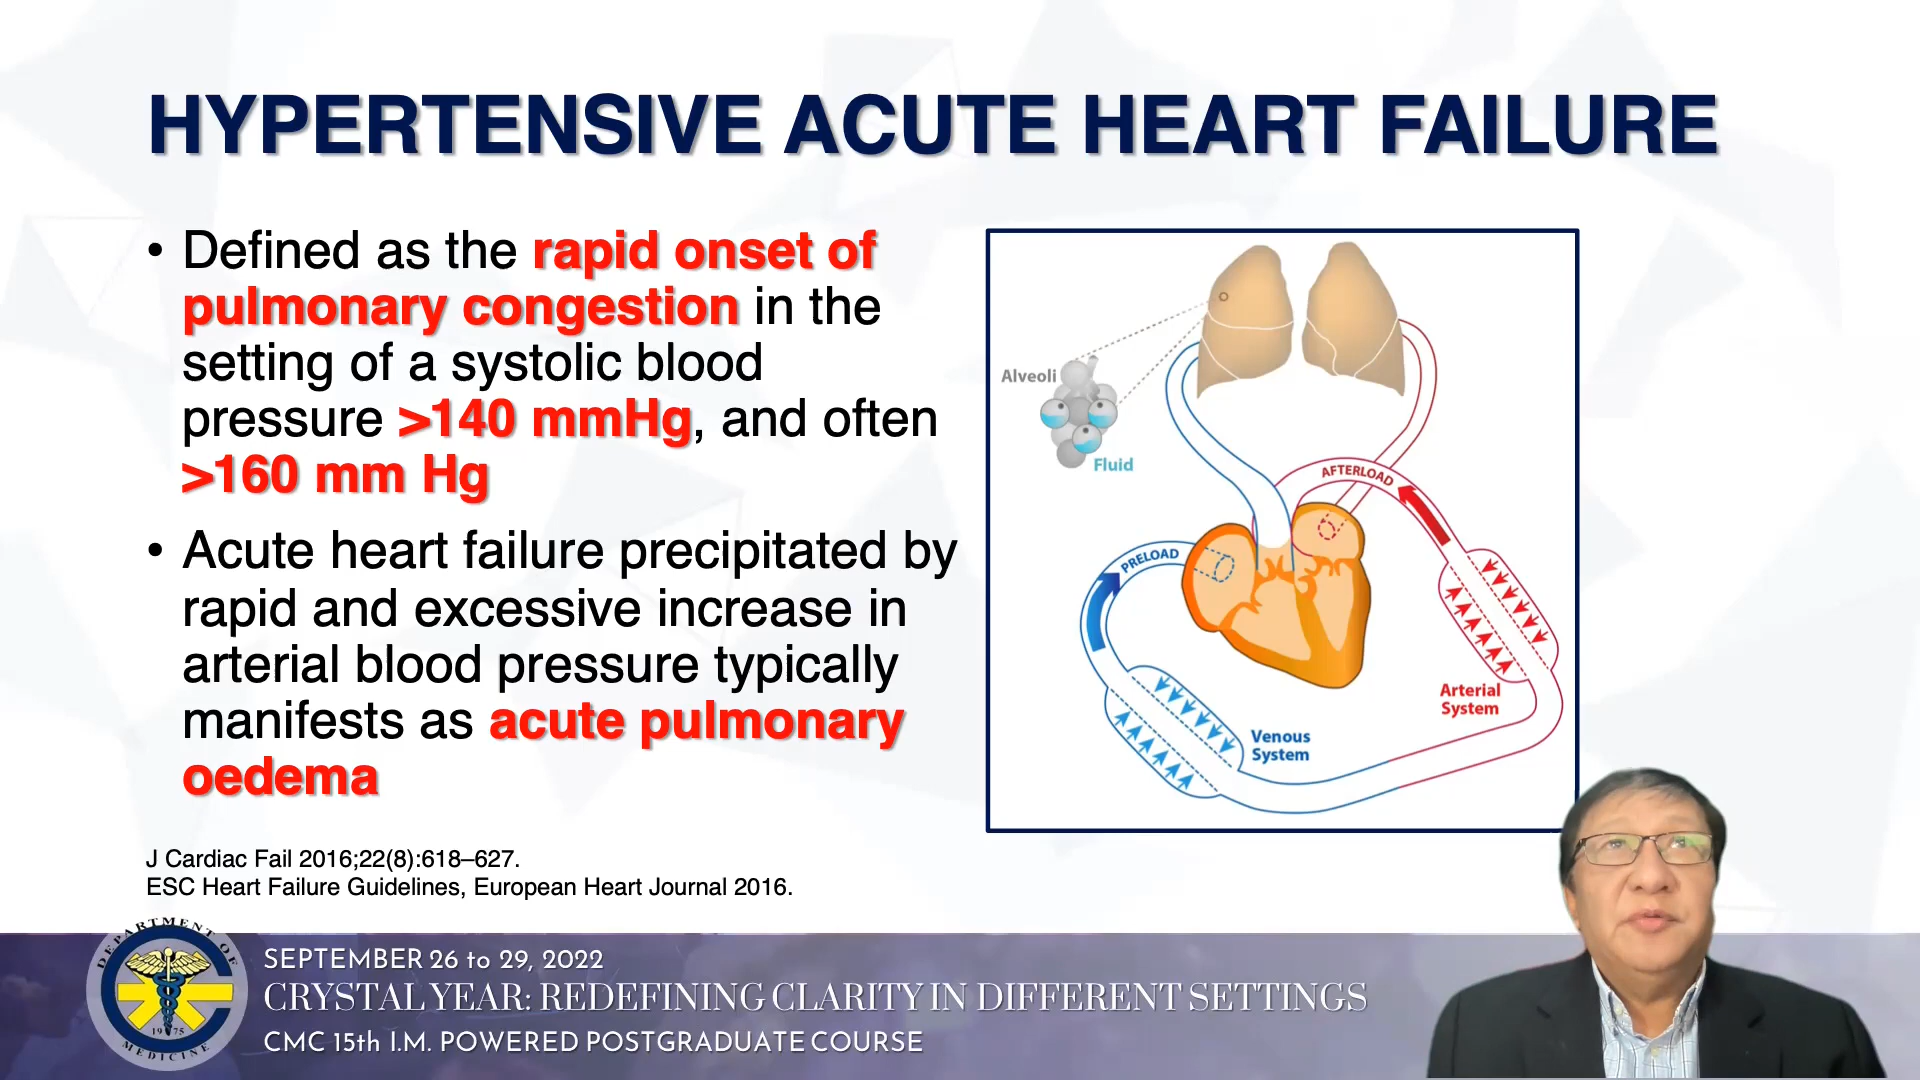 HYPERTENSIVE ACUTE HEART FAILURE
• Defined as the rapid onset of
pulmonary congestion in the
setting of a systolic blood
pressure >140 mmHg, and often
>160 mm Hg
• Acute heart failure precipitated by
rapid and excessive increase in
arterial blood pressure typically
manifests as acute pulmonary
oedema
J Cardiac Fail 2016;22(8):618–627.
ESC Heart Failure Guidelines, European Heart Journal 2016.
Alveoli
Fluid
AFTERLOAD
PRELOAD
Arterial
System
Venous
System
DEPARTMENT OF
MEDICINE
1975
SEPTEMBER 26 to 29, 2022
CRYSTAL YEAR: REDEFINING CLARITY IN DIFFERENT SETTINGS
CMC 15th I.M. POWERED POSTGRADUATE COURSE